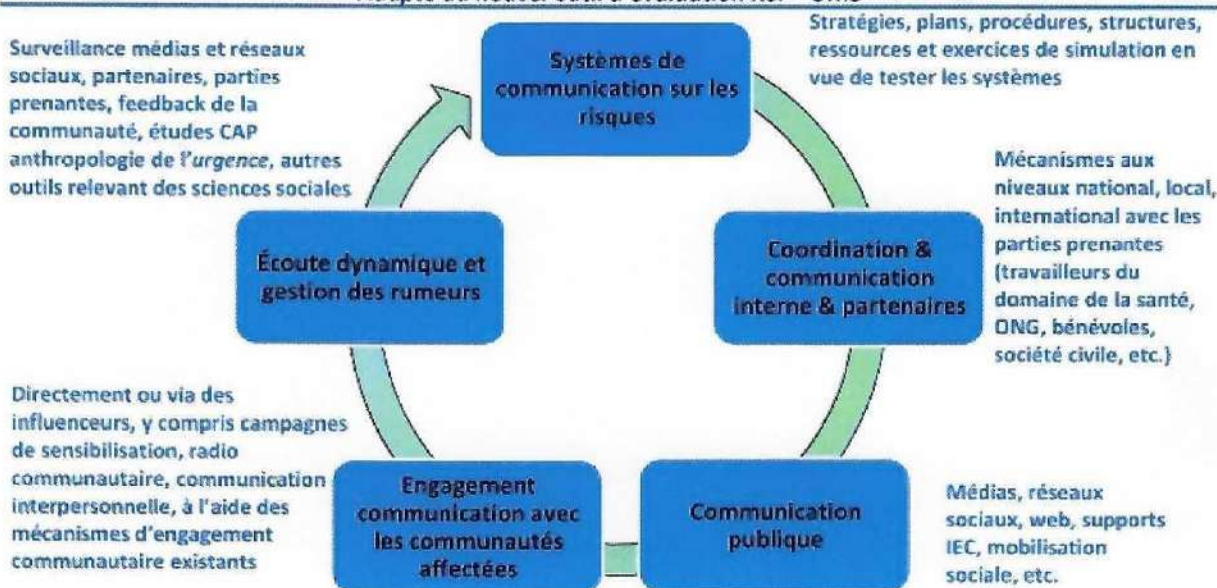 Stratégies, plans, procédures, structures,
ressources et exercices de simulation en
vue de tester les systèmes
Systèmes de
communication sur les
risques
Surveillance médias et réseaux
sociaux, partenaires, parties
prenantes, feedback de la
communauté, études CAP
anthropologie de l'urgence, autres
outils relevant des sciences sociales
Mécanismes aux
niveaux national, local,
international avec les
parties prenantes
(travailleurs du
domaine de la santé,
ONG, bénévoles,
société civile, etc.)
Coordination &
communication
interne & partenaires
Écoute dynamique et
gestion des rumeurs
Directement ou via des
influenceurs, y compris campagnes
de sensibilisation, radio
communautaire, communication
interpersonnelle, à l'aide des
mécanismes d'engagement
communautaire existants
Engagement
communication avec
les communautés
affectées
Communication
publique
Médias, réseaux
sociaux, web, supports
IEC, mobilisation
sociale, etc.